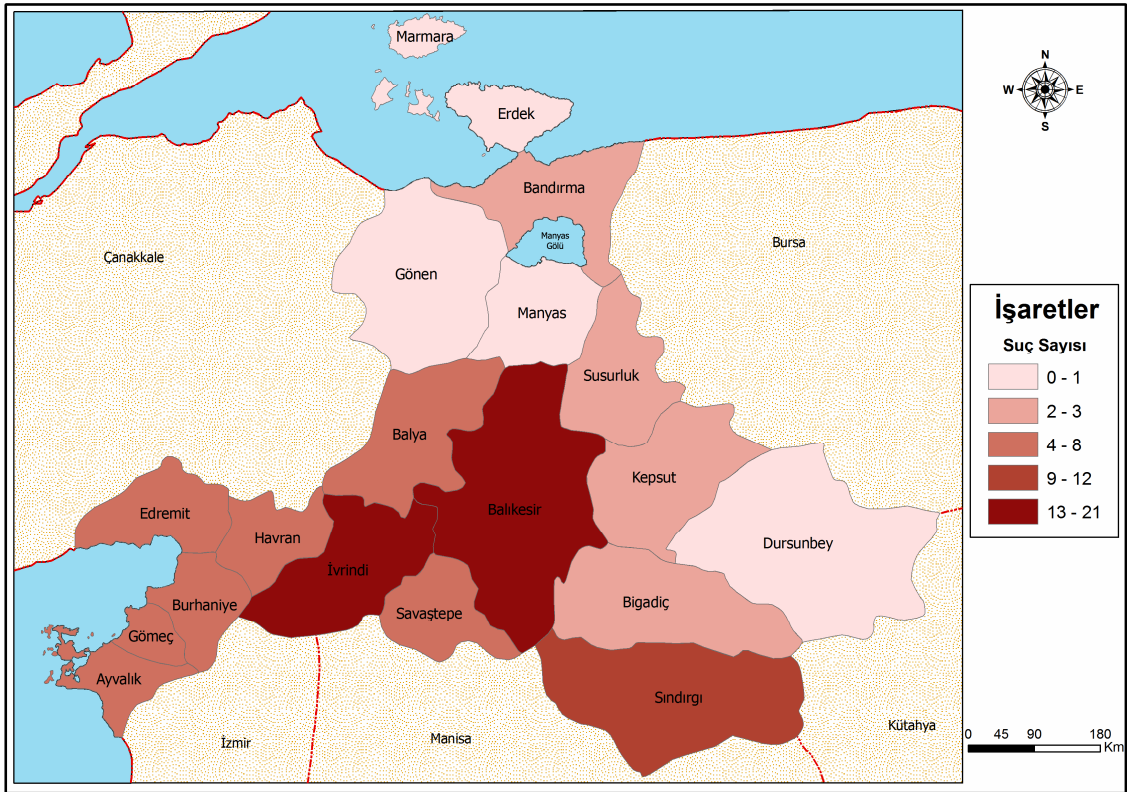 Marmara
Erdek
Bandırma
Manyas
Gölü
Çanakkale
Bursa
Gönen
Manyas
Susurluk
Balya
Kepsut
Edremit
Balıkesir
Havran
Dursunbey
İvrindi
Burhaniye
Bigadiç
Savaştepe
Gömeç
Ayvalık
Sındırgı
İzmir
Manisa
Kütahya
N
W
E
S
İşaretler
Suç Sayısı
0 - 1
2 - 3
4 - 8
9 - 12
13 - 21
0 45 90 180
Km